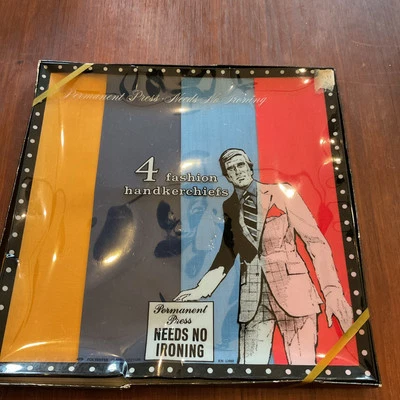 Permanent Press Needs No Ironing
4 fashion
handkerchiefs
Permanent
Press
NEEDS NO
IRONING